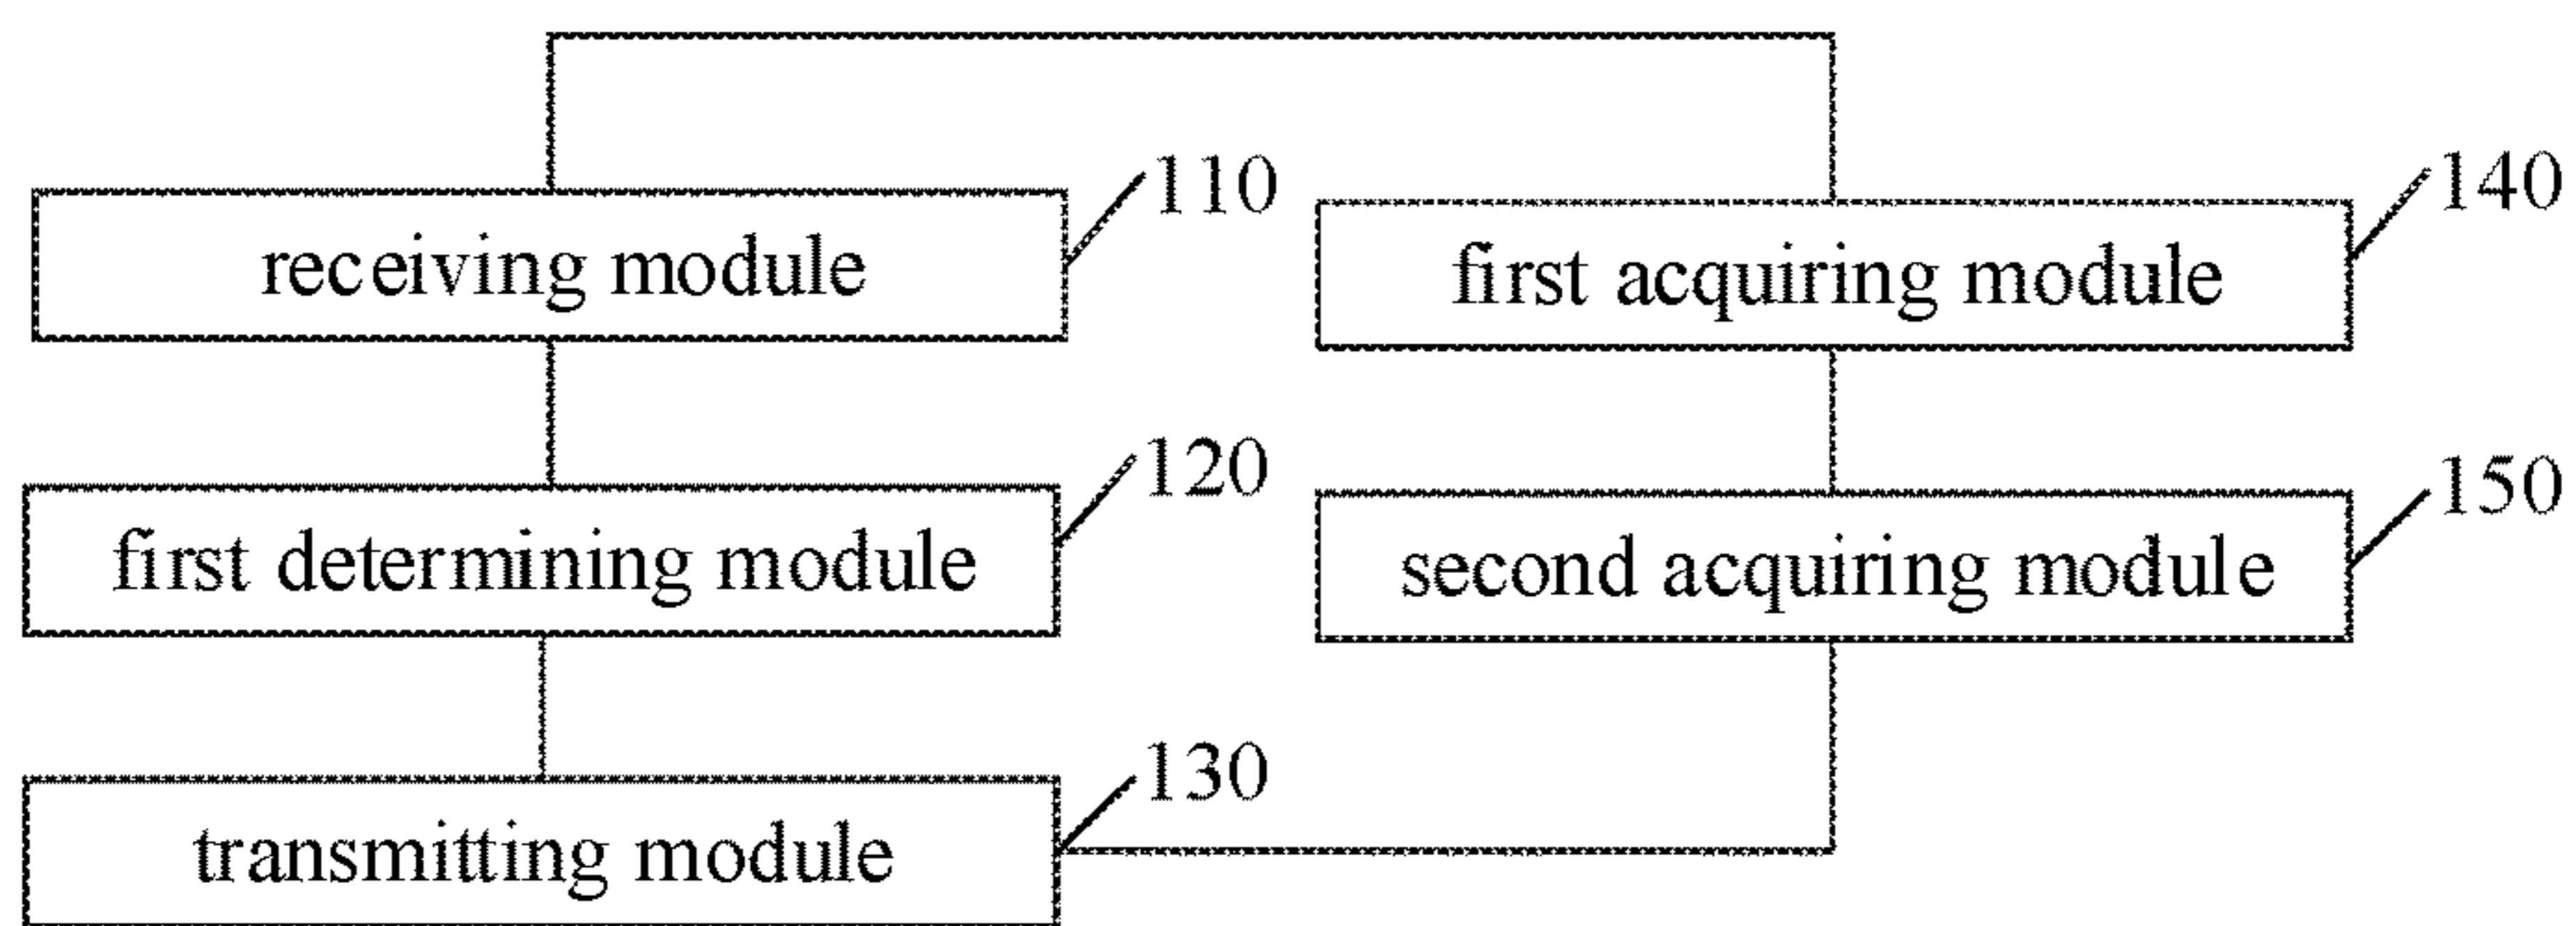 receiving module
110
first determining module
120
transmitting module
130
first acquiring module
140
second acquiring module
150